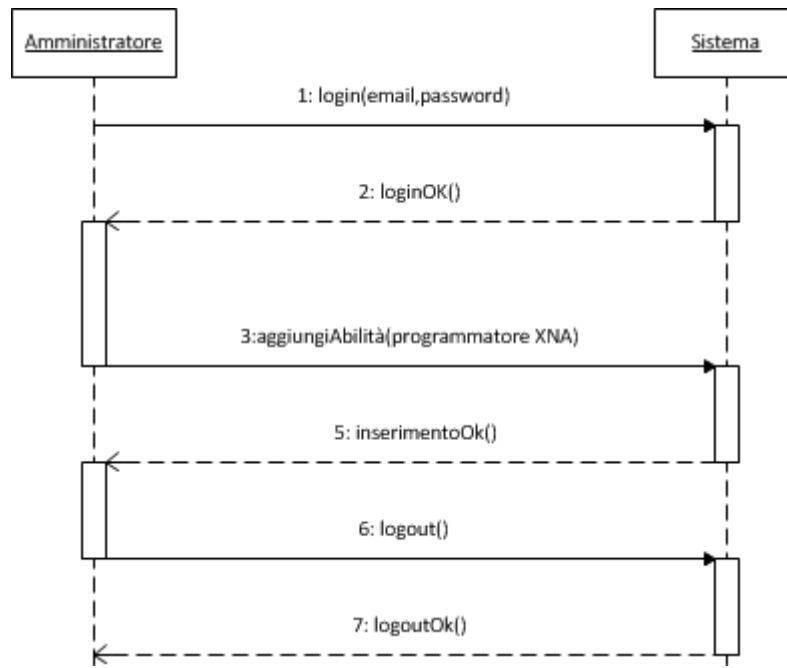 Amministratore
Sistema
1: login(email,password)
2: loginOK()
3:aggiungiAbilità(programmatore XNA)
5: inserimentoOk()
6: logout()
7: logoutOk()